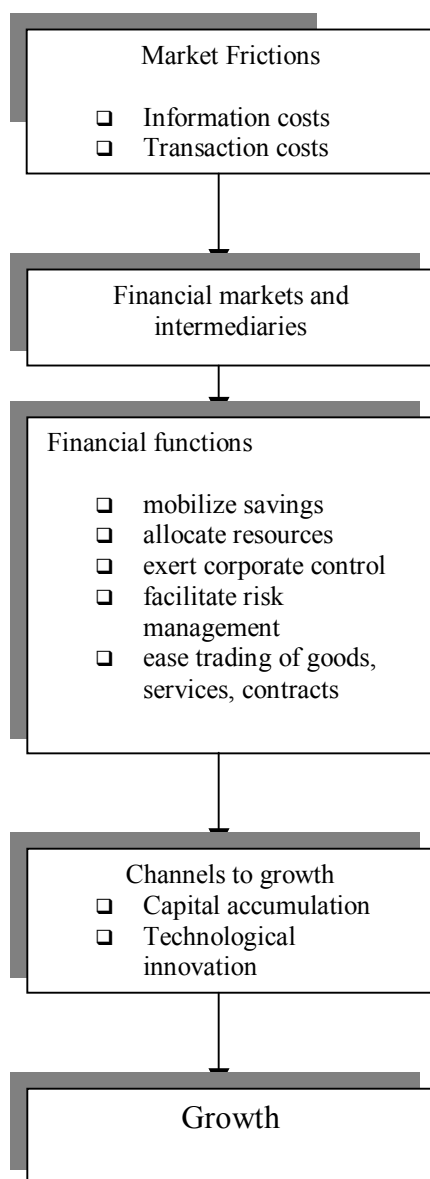 Market Frictions
❑ Information costs
❑ Transaction costs
Financial markets and
intermediaries
Financial functions
❑ mobilize savings
❑ allocate resources
❑ exert corporate control
❑ facilitate risk
management
❑ ease trading of goods,
services, contracts
Channels to growth
❑ Capital accumulation
❑ Technological
innovation
Growth